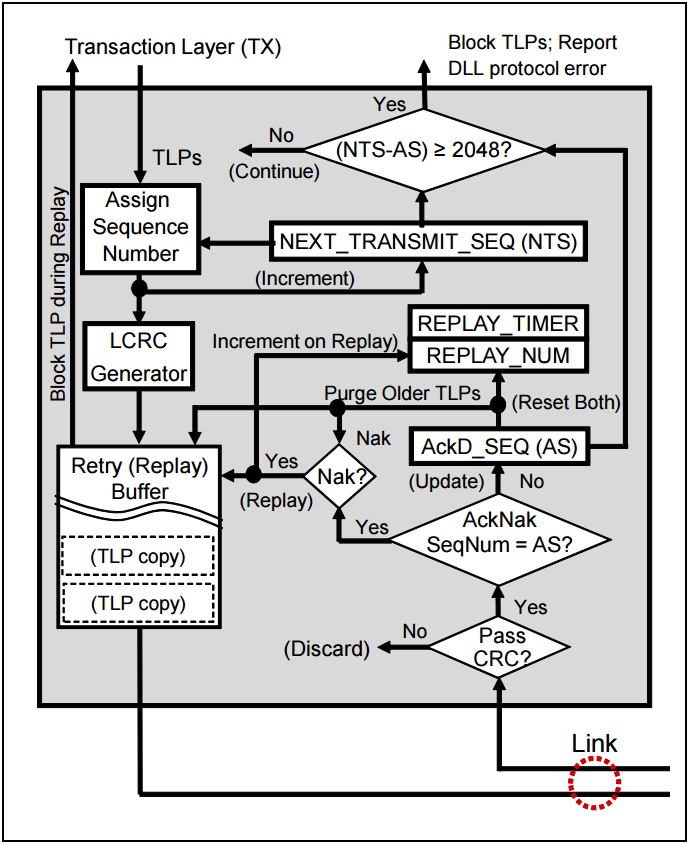 Transaction Layer (TX)
Block TLPs; Report
DLL protocol error
Yes
No
(NTS-AS) ≥ 2048?
(Continue)
TLPs
Assign
Sequence
Number
NEXT_TRANSMIT_SEQ (NTS)
(Increment)
Block TLP during Replay
LCRC
Generator
REPLAY_TIMER
Increment on Replay)
REPLAY_NUM
Purge Older TLPs
(Reset Both)
Nak
AckD_SEQ (AS)
Retry (Replay)
Buffer
Yes
Nak?
(Replay)
(Update)
No
Yes
AckNak
SeqNum = AS?
(TLP copy)
(TLP copy)
Yes
No
(Discard)
Pass
CRC?
Link